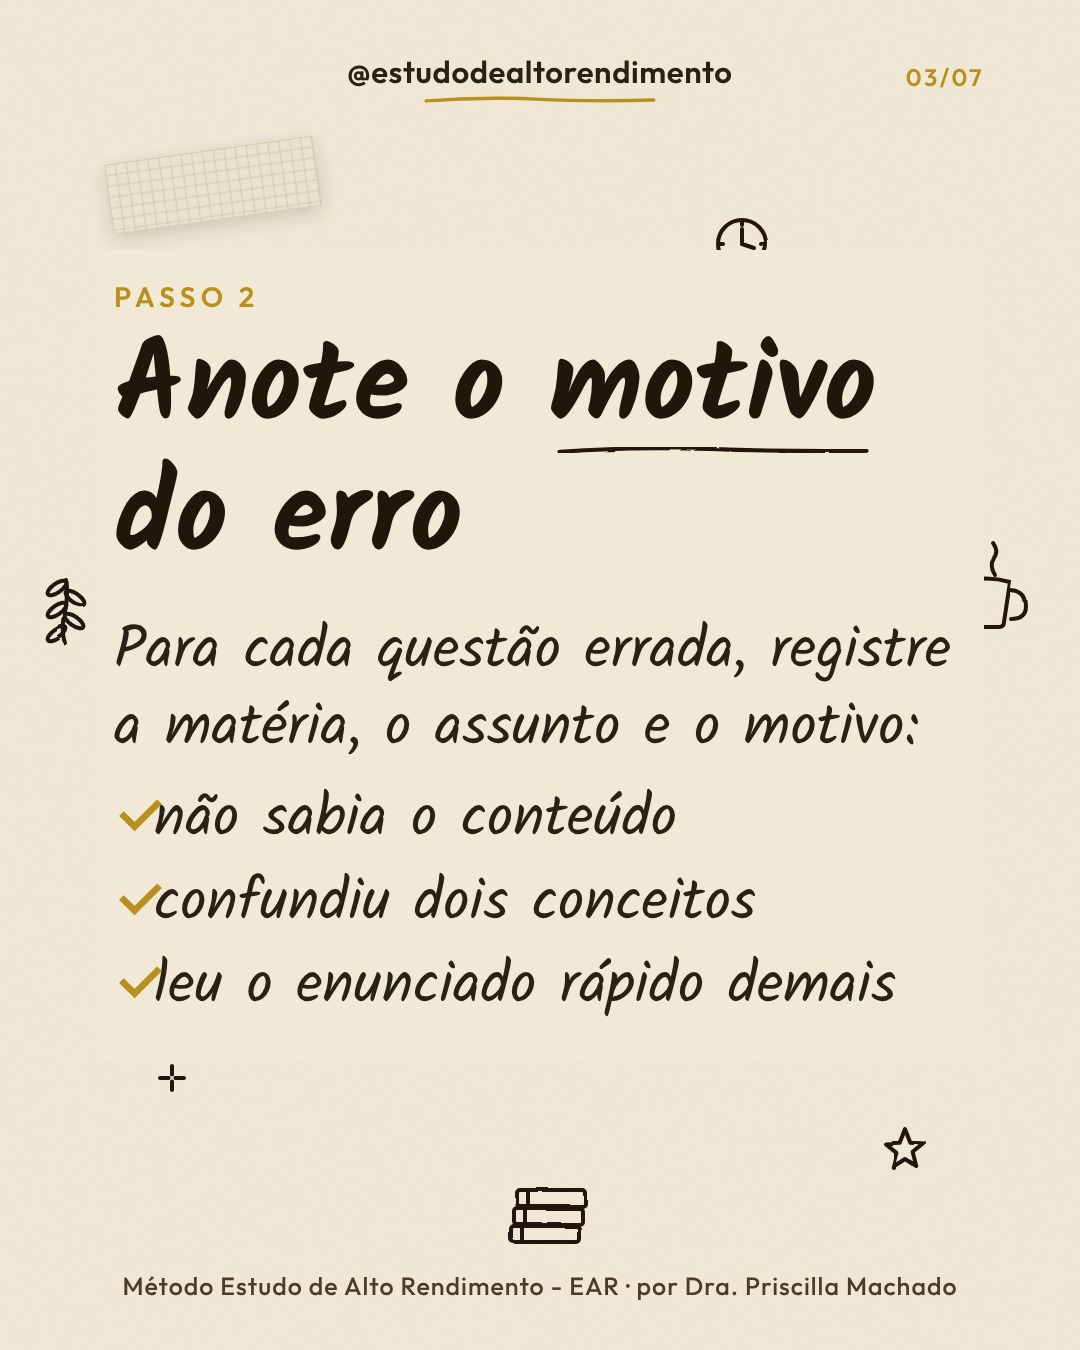 @estudodealtorendimento
03/07
PASSO 2
Anote o motivo
do erro
Para cada questão errada, registre
a matéria, o assunto e o motivo:
não sabia o conteúdo
confundiu dois conceitos
leu o enunciado rápido demais
Método Estudo de Alto Rendimento - EAR · por Dra. Priscilla Machado